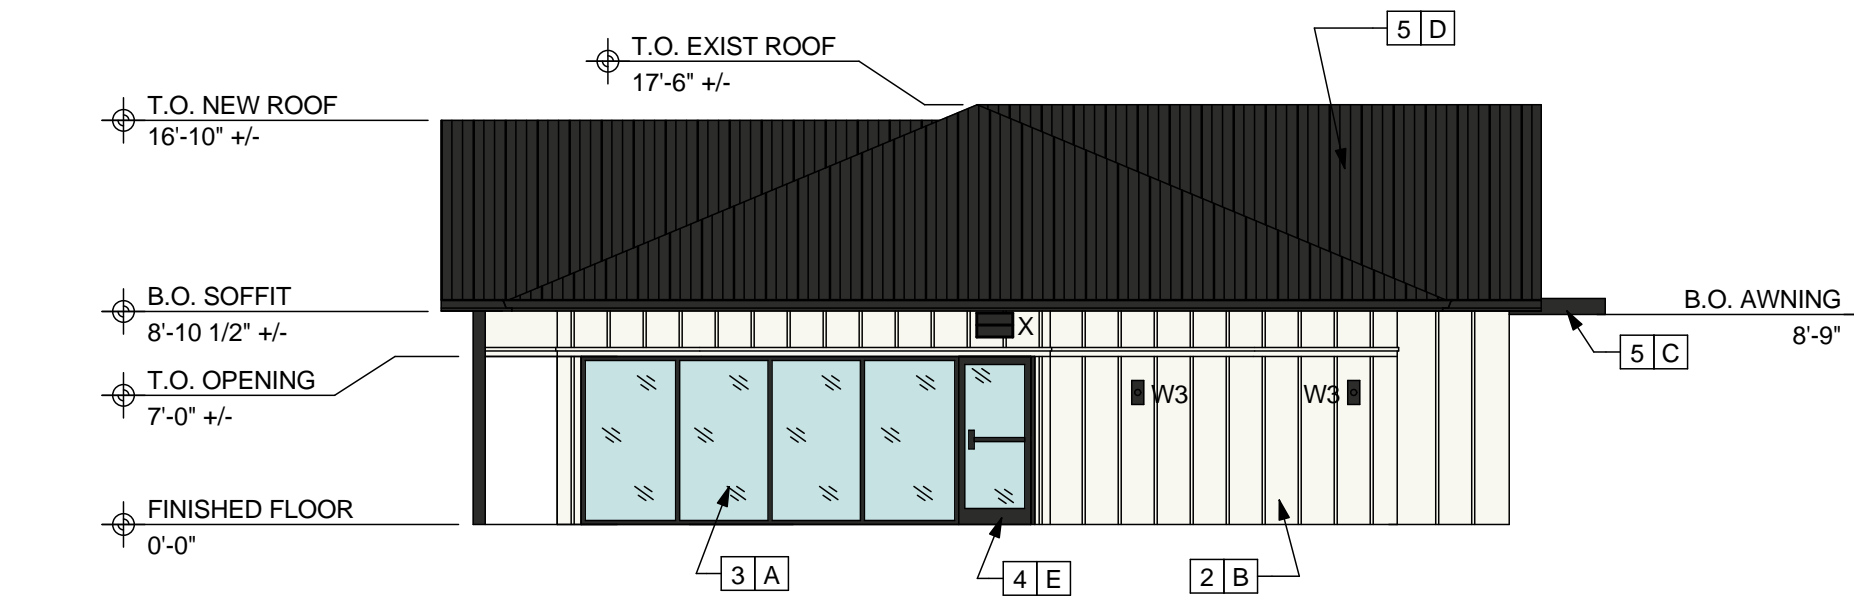 5 D
T.O. EXIST ROOF
17'-6" +/-
T.O. NEW ROOF
16'-10" +/-
B.O. SOFFIT
8'-10 1/2" +/-
B.O. AWNING
8'-9"
X
5 C
T.O. OPENING
7'-0" +/-
W3
W3
FINISHED FLOOR
0'-0"
3 A
4 E
2 B